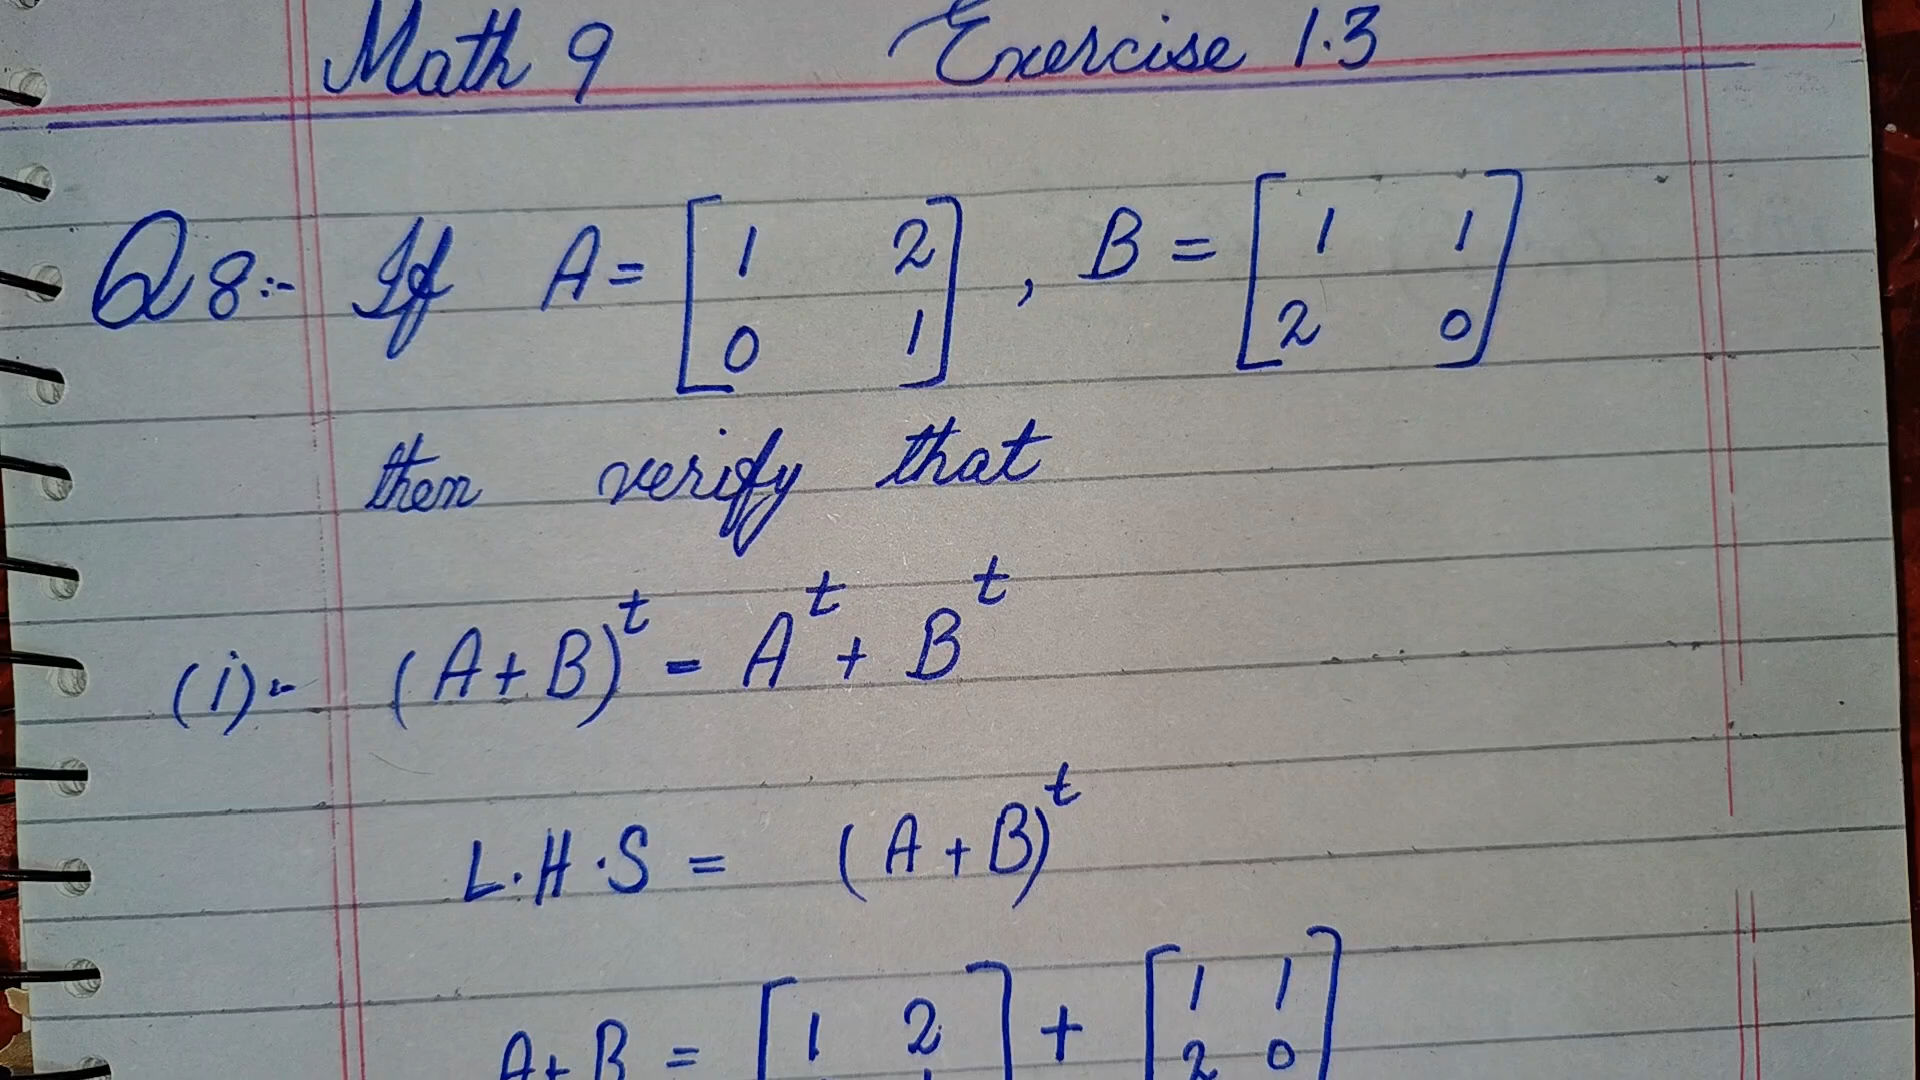 Math 9 Exercise 1.3
Q8:- If A = [1 2
0 1] , B = [1 1
2 0]
then verify that
(i):- (A+B)^t = A^t + B^t
L.H.S = (A+B)^t
A+B = [1 2 ] + [1 1
2 0]